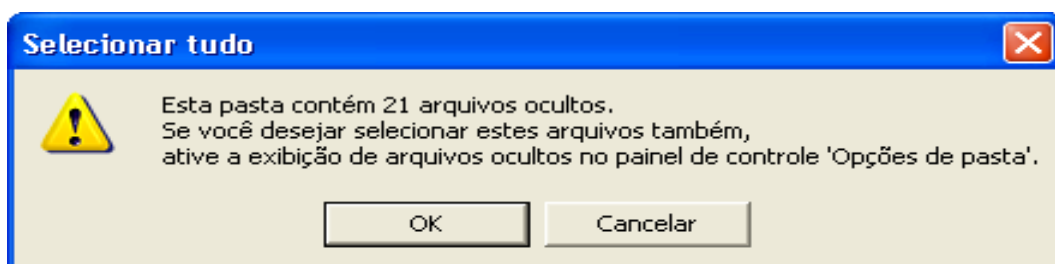 Selecionar tudo
Esta pasta contém 21 arquivos ocultos.
Se você desejar selecionar estes arquivos também,
ative a exibição de arquivos ocultos no painel de controle 'Opções de pasta'.
OK
Cancelar